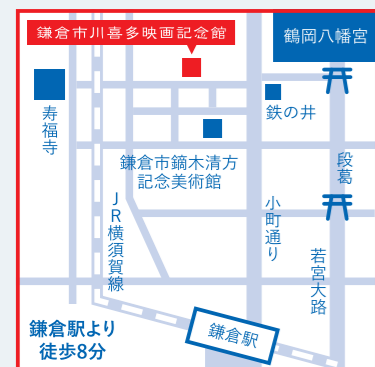 鎌倉市川喜多映画記念館
鶴岡八幡宮
寿福寺
鉄の井
鎌倉市鏑木清方
記念美術館
段葛
JR横須賀線
小町通り
若宮大路
鎌倉駅
鎌倉駅より
徒歩8分